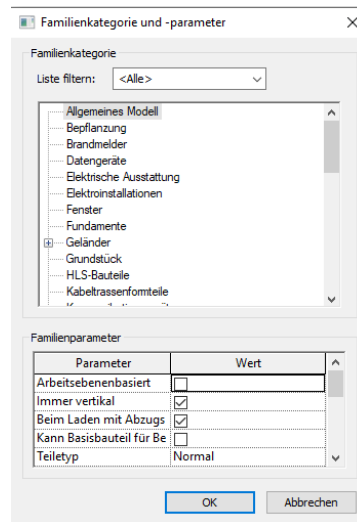 Familienkategorie und -parameter
Familienkategorie
Liste filtern: <Alle>
Allgemeines Modell
Bepflanzung
Brandmelder
Datengeräte
Elektrische Ausstattung
Elektroinstallationen
Fenster
Fundamente
Geländer
Grundstück
HLS-Bauteile
Kabeltrassenformteile
Familienparameter
Parameter Wert
Arbeitsebenenbasiert
Immer vertikal
Beim Laden mit Abzugs
Kann Basisbauteil für Be
Teiletyp Normal
OK Abbrechen